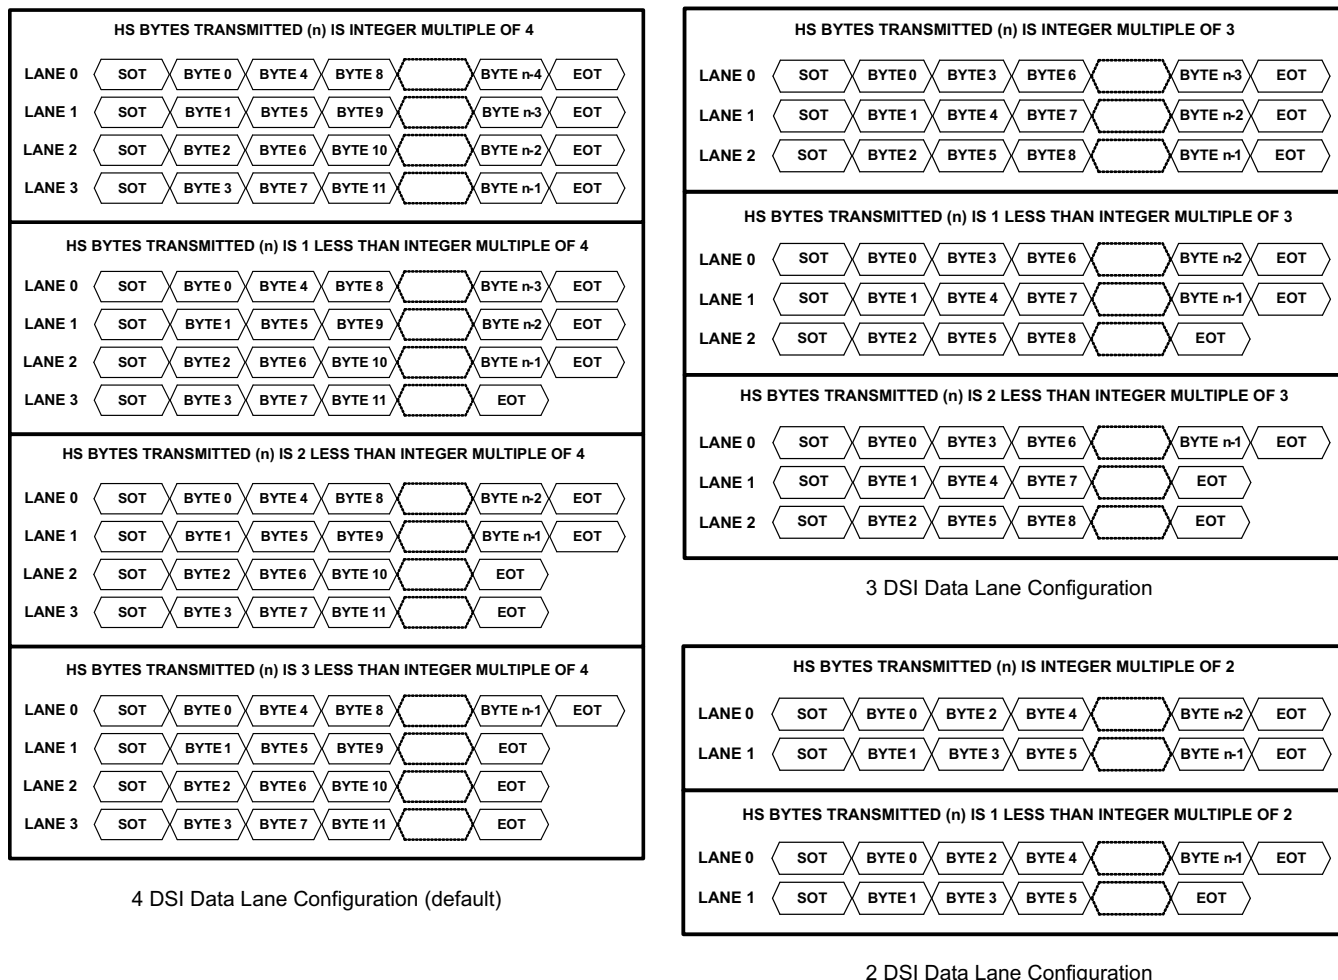 HS BYTES TRANSMITTED (n) IS INTEGER MULTIPLE OF 4
LANE 0 SOT BYTE 0 BYTE 4 BYTE 8 BYTE n-4 EOT
LANE 1 SOT BYTE 1 BYTE 5 BYTE 9 BYTE n-3 EOT
LANE 2 SOT BYTE 2 BYTE 6 BYTE 10 BYTE n-2 EOT
LANE 3 SOT BYTE 3 BYTE 7 BYTE 11 BYTE n-1 EOT
HS BYTES TRANSMITTED (n) IS 1 LESS THAN INTEGER MULTIPLE OF 4
LANE 0 SOT BYTE 0 BYTE 4 BYTE 8 BYTE n-3 EOT
LANE 1 SOT BYTE 1 BYTE 5 BYTE 9 BYTE n-2 EOT
LANE 2 SOT BYTE 2 BYTE 6 BYTE 10 BYTE n-1 EOT
LANE 3 SOT BYTE 3 BYTE 7 BYTE 11 EOT
HS BYTES TRANSMITTED (n) IS 2 LESS THAN INTEGER MULTIPLE OF 4
LANE 0 SOT BYTE 0 BYTE 4 BYTE 8 BYTE n-2 EOT
LANE 1 SOT BYTE 1 BYTE 5 BYTE 9 BYTE n-1 EOT
LANE 2 SOT BYTE 2 BYTE 6 BYTE 10 EOT
LANE 3 SOT BYTE 3 BYTE 7 BYTE 11 EOT
HS BYTES TRANSMITTED (n) IS 3 LESS THAN INTEGER MULTIPLE OF 4
LANE 0 SOT BYTE 0 BYTE 4 BYTE 8 BYTE n-1 EOT
LANE 1 SOT BYTE 1 BYTE 5 BYTE 9 EOT
LANE 2 SOT BYTE 2 BYTE 6 BYTE 10 EOT
LANE 3 SOT BYTE 3 BYTE 7 BYTE 11 EOT
4 DSI Data Lane Configuration (default)
HS BYTES TRANSMITTED (n) IS INTEGER MULTIPLE OF 3
LANE 0 SOT BYTE 0 BYTE 3 BYTE 6 BYTE n-3 EOT
LANE 1 SOT BYTE 1 BYTE 4 BYTE 7 BYTE n-2 EOT
LANE 2 SOT BYTE 2 BYTE 5 BYTE 8 BYTE n-1 EOT
HS BYTES TRANSMITTED (n) IS 1 LESS THAN INTEGER MULTIPLE OF 3
LANE 0 SOT BYTE 0 BYTE 3 BYTE 6 BYTE n-2 EOT
LANE 1 SOT BYTE 1 BYTE 4 BYTE 7 BYTE n-1 EOT
LANE 2 SOT BYTE 2 BYTE 5 BYTE 8 EOT
HS BYTES TRANSMITTED (n) IS 2 LESS THAN INTEGER MULTIPLE OF 3
LANE 0 SOT BYTE 0 BYTE 3 BYTE 6 BYTE n-1 EOT
LANE 1 SOT BYTE 1 BYTE 4 BYTE 7 EOT
LANE 2 SOT BYTE 2 BYTE 5 BYTE 8 EOT
3 DSI Data Lane Configuration
HS BYTES TRANSMITTED (n) IS INTEGER MULTIPLE OF 2
LANE 0 SOT BYTE 0 BYTE 2 BYTE 4 BYTE n-2 EOT
LANE 1 SOT BYTE 1 BYTE 3 BYTE 5 BYTE n-1 EOT
HS BYTES TRANSMITTED (n) IS 1 LESS THAN INTEGER MULTIPLE OF 2
LANE 0 SOT BYTE 0 BYTE 2 BYTE 4 BYTE n-1 EOT
LANE 1 SOT BYTE 1 BYTE 3 BYTE 5 EOT
2 DSI Data Lane Configuration